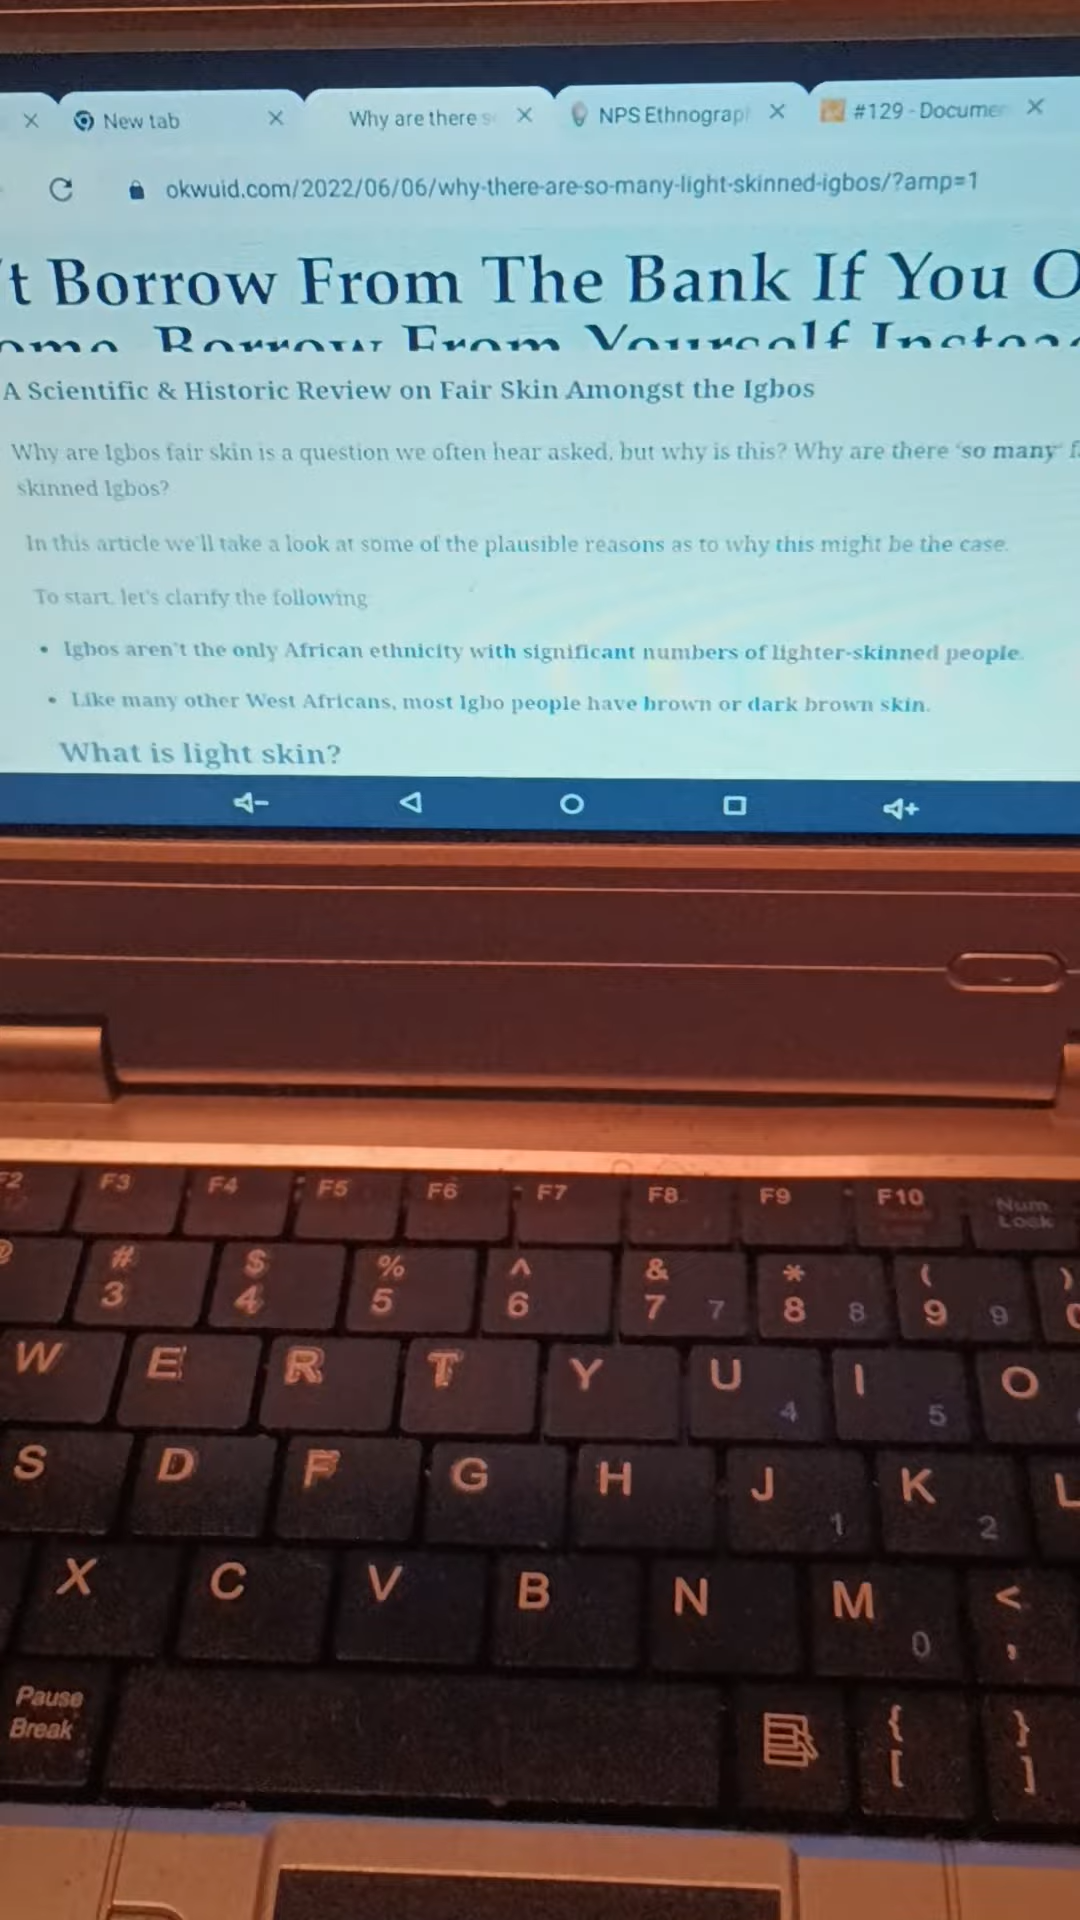 New tab
Why are there s
NPS Ethnograp
#129 - Documen
okwuid.com/2022/06/06/why-there-are-so-many-light-skinned-igbos/?amp=1
't Borrow From The Bank If You O
Borrow From Yourself Instea
A Scientific & Historic Review on Fair Skin Amongst the Igbos
Why are Igbos fair skin is a question we often hear asked, but why is this? Why are there 'so many' f
skinned Igbos?
In this article we'll take a look at some of the plausible reasons as to why this might be the case.
To start, let's clarify the following
• Igbos aren't the only African ethnicity with significant numbers of lighter-skinned people.
• Like many other West Africans, most Igbo people have brown or dark brown skin.
What is light skin?
F2 F3 F4 F5 F6 F7 F8 F9 F10 Num
Lock
@ # $ % ^ & * ( )
3 4 5 6 7 7 8 8 9 9 0
W E R T Y U 4 I 5 O
S D F G H J 1 K 2 L
X C V B N M 0 < ,
Pause
Break
{ }
[ ]